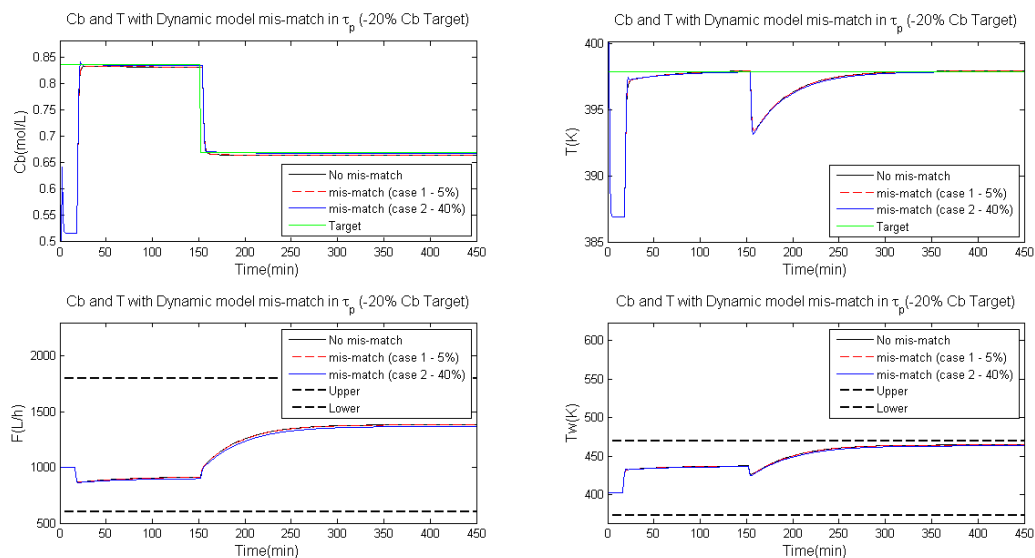 Cb and T with Dynamic model mis-match in τp (-20% Cb Target)
0.85
0.8
0.75
0.7
0.65
0.6
0.55
0.5
Cb(mol/L)
0 50 100 150 200 250 300 350 400 450
Time(min)
No mis-match
mis-match (case 1 - 5%)
mis-match (case 2 - 40%)
Target
Cb and T with Dynamic model mis-match in τp (-20% Cb Target)
400
395
390
385
T(K)
0 50 100 150 200 250 300 350 400 450
Time(min)
No mis-match
mis-match (case 1 - 5%)
mis-match (case 2 - 40%)
Target
Cb and T with Dynamic model mis-match in τp (-20% Cb Target)
2000
1500
1000
500
F(L/h)
0 50 100 150 200 250 300 350 400 450
Time(min)
No mis-match
mis-match (case 1 - 5%)
mis-match (case 2 - 40%)
Upper
Lower
Cb and T with Dynamic model mis-match in τp(-20% Cb Target)
600
550
500
450
400
Tw(K)
0 50 100 150 200 250 300 350 400 450
Time(min)
No mis-match
mis-match (case 1 - 5%)
mis-match (case 2 - 40%)
Upper
Lower